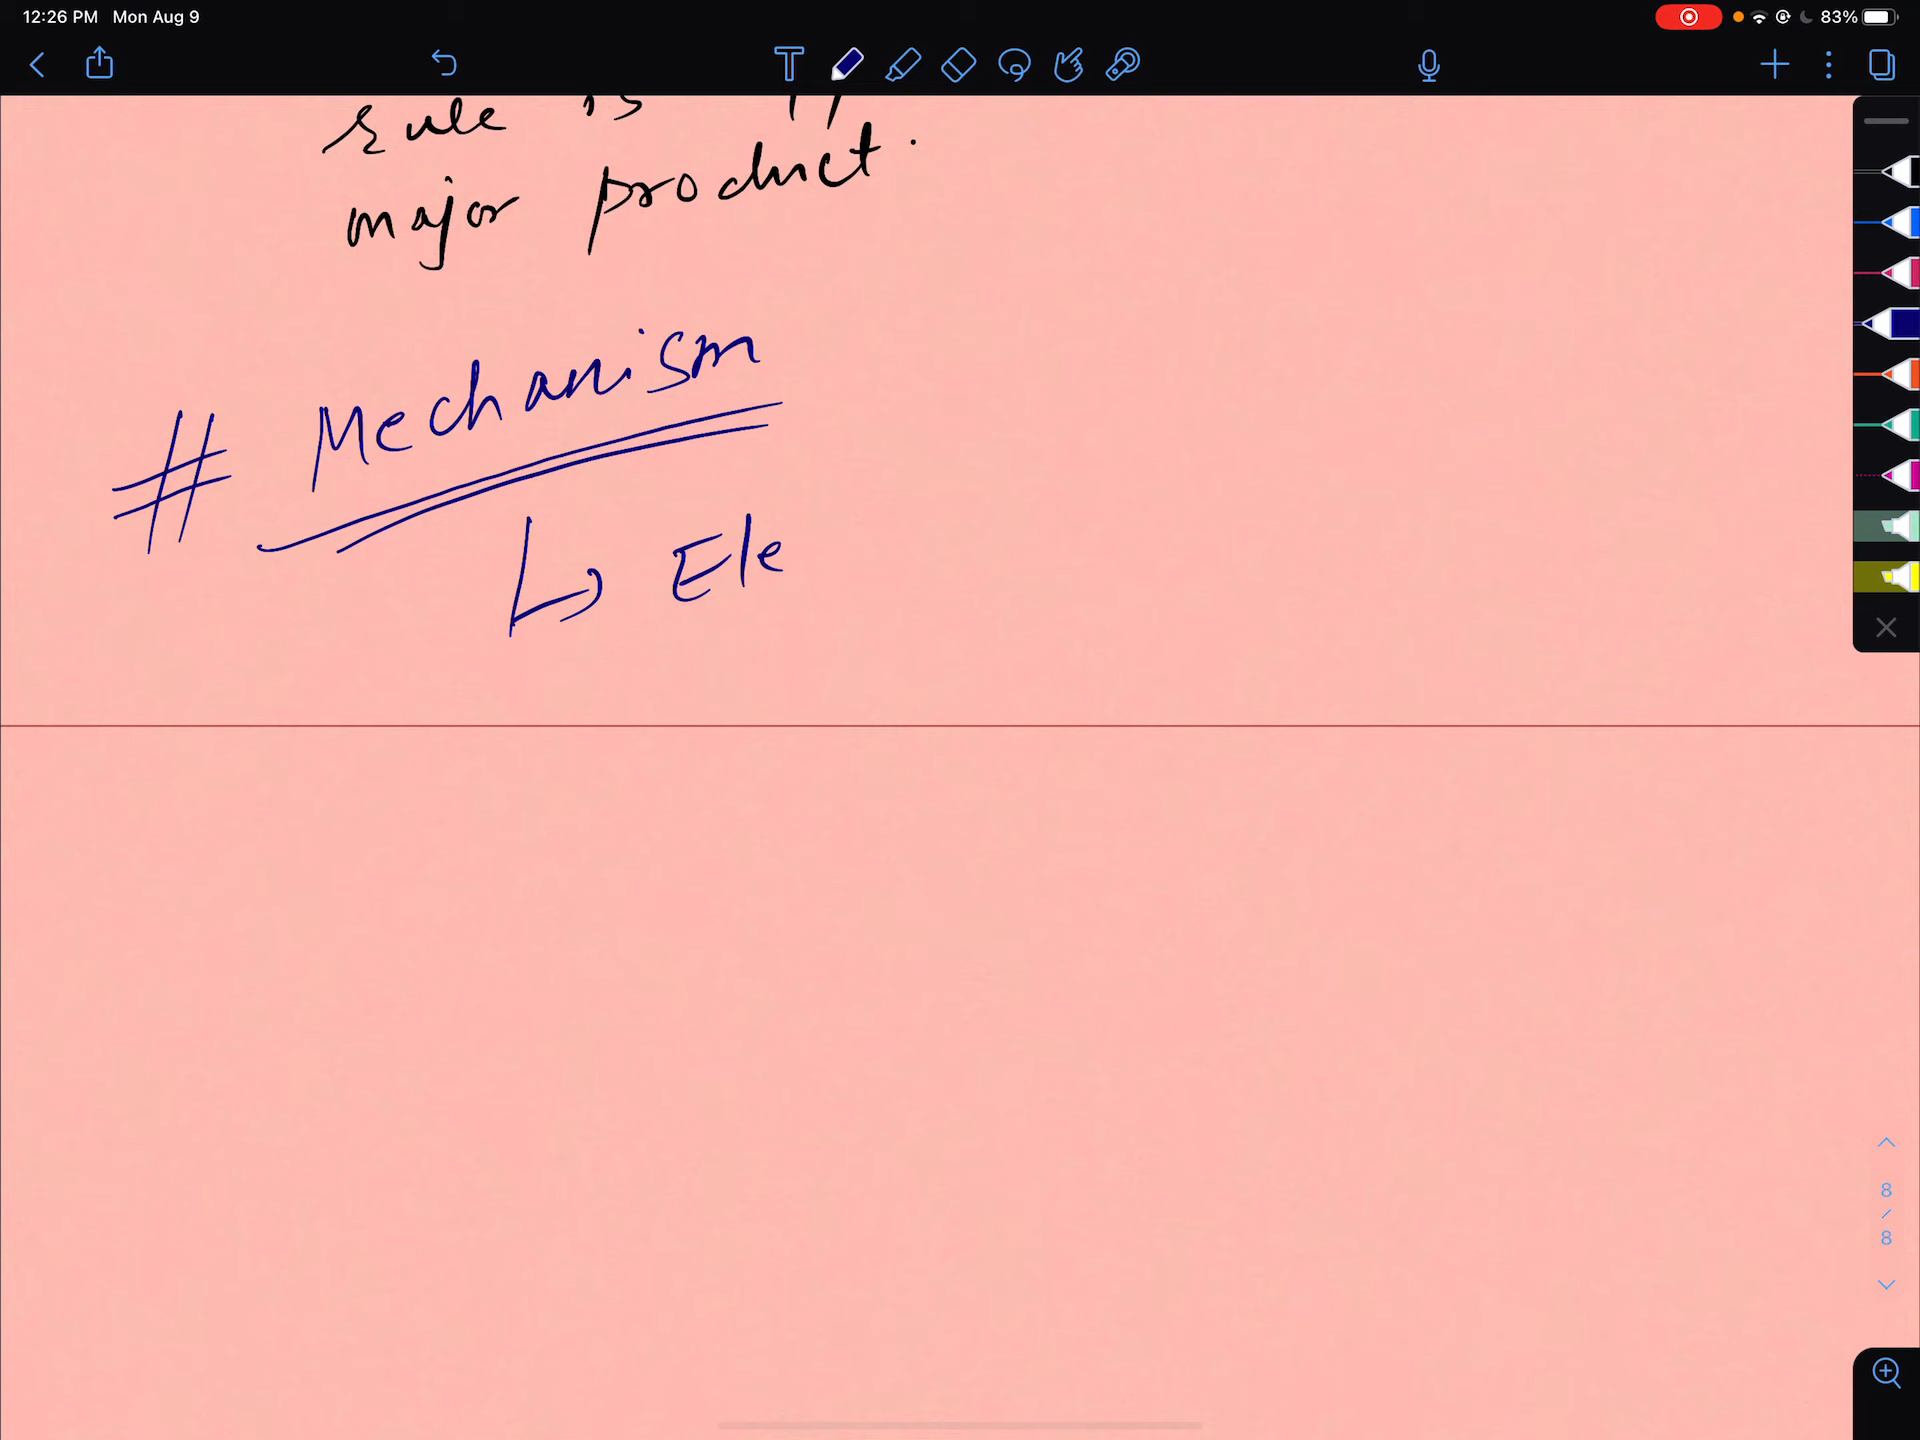 12:26 PM Mon Aug 9
83%
rule is
major product.
# Mechanism
↳ Ele
8
/
8